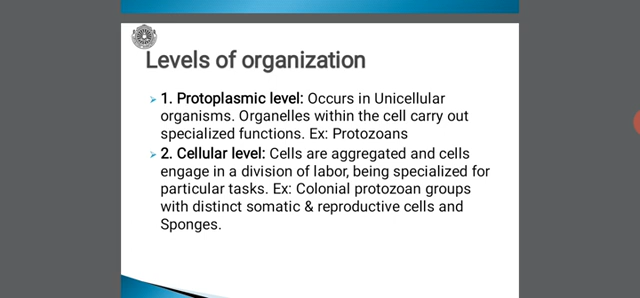 Levels of organization
1. Protoplasmic level: Occurs in Unicellular
organisms. Organelles within the cell carry out
specialized functions. Ex: Protozoans
2. Cellular level: Cells are aggregated and cells
engage in a division of labor, being specialized for
particular tasks. Ex: Colonial protozoan groups
with distinct somatic & reproductive cells and
Sponges.